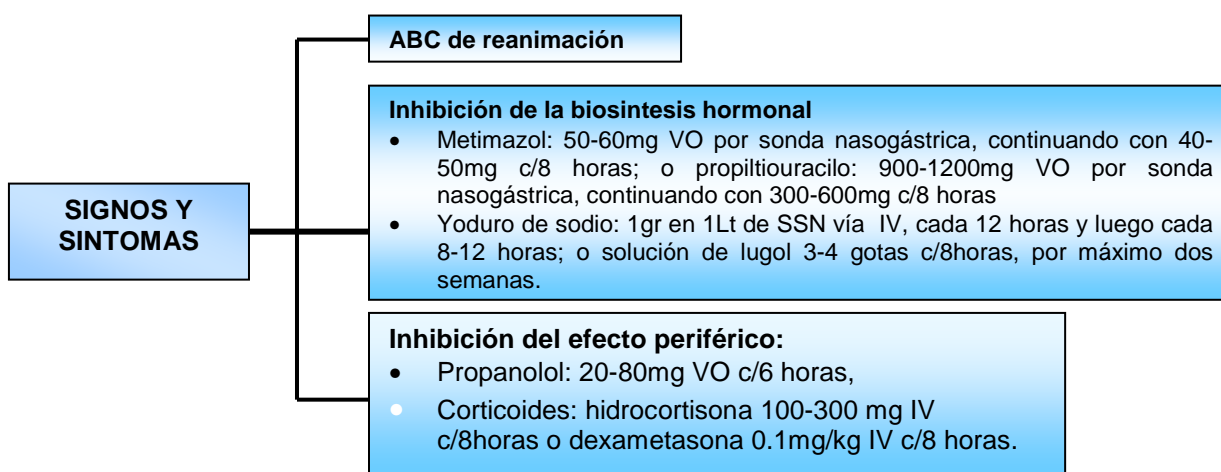 SIGNOS Y
SINTOMAS
ABC de reanimación
Inhibición de la biosintesis hormonal
• Metimazol: 50-60mg VO por sonda nasogástrica, continuando con 40-
50mg c/8 horas; o propiltiouracilo: 900-1200mg VO por sonda
nasogástrica, continuando con 300-600mg c/8 horas
• Yoduro de sodio: 1gr en 1Lt de SSN vía IV, cada 12 horas y luego cada
8-12 horas; o solución de lugol 3-4 gotas c/8horas, por máximo dos
semanas.
Inhibición del efecto periférico:
• Propanolol: 20-80mg VO c/6 horas,
• Corticoides: hidrocortisona 100-300 mg IV
c/8horas o dexametasona 0.1mg/kg IV c/8 horas.